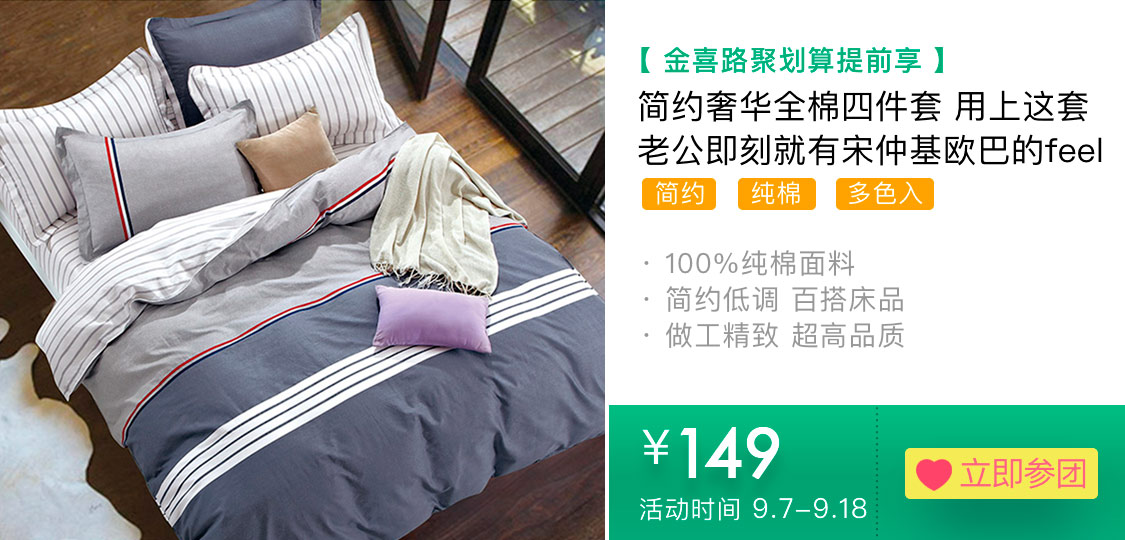 【 金喜路聚划算提前享 】
简约奢华全棉四件套 用上这套
老公即刻就有宋仲基欧巴的feel
简约 纯棉 多色入
· 100%纯棉面料
· 简约低调 百搭床品
· 做工精致 超高品质
¥149
活动时间 9.7-9.18
立即参团